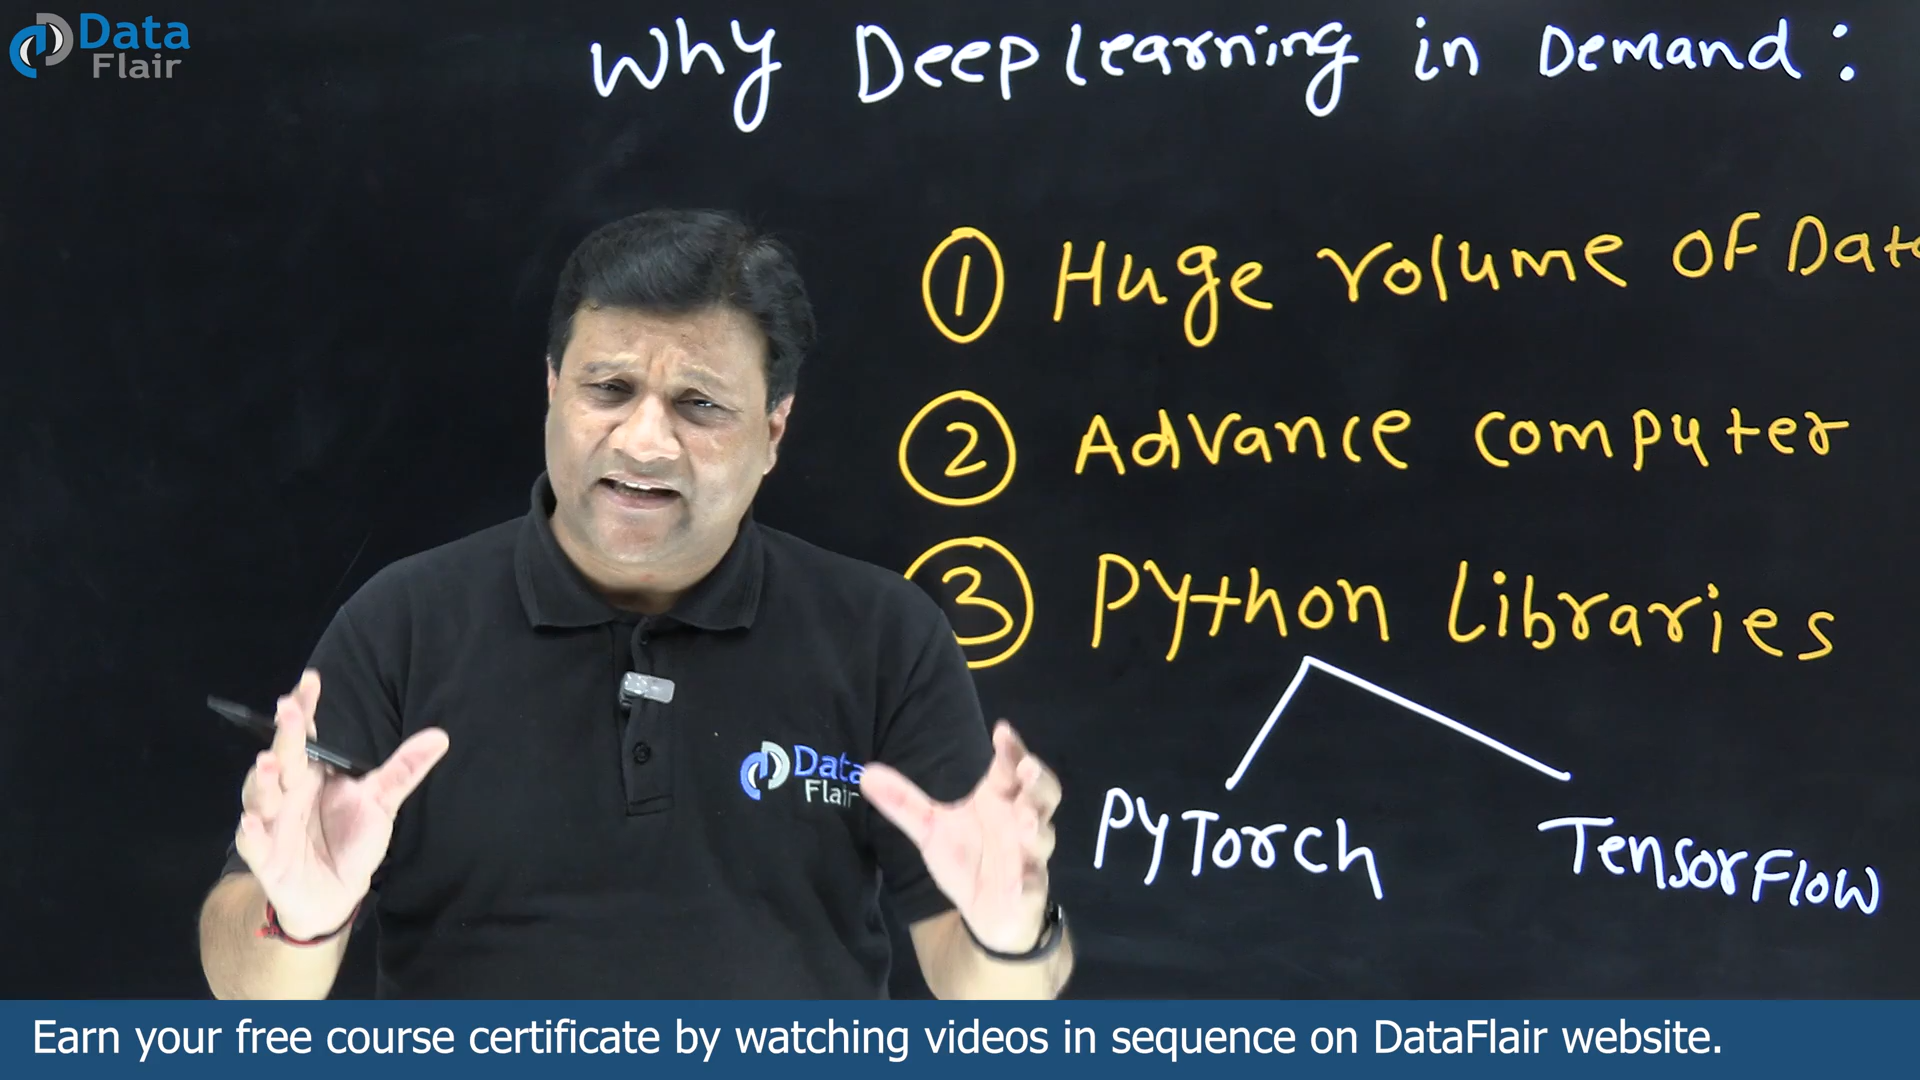 Data
Flair
Why Deep learning in Demand :
1 Huge volume of Data
2 Advance computer
3 Python libraries
PyTorch
TensorFlow
Data
Flair
Earn your free course certificate by watching videos in sequence on DataFlair website.